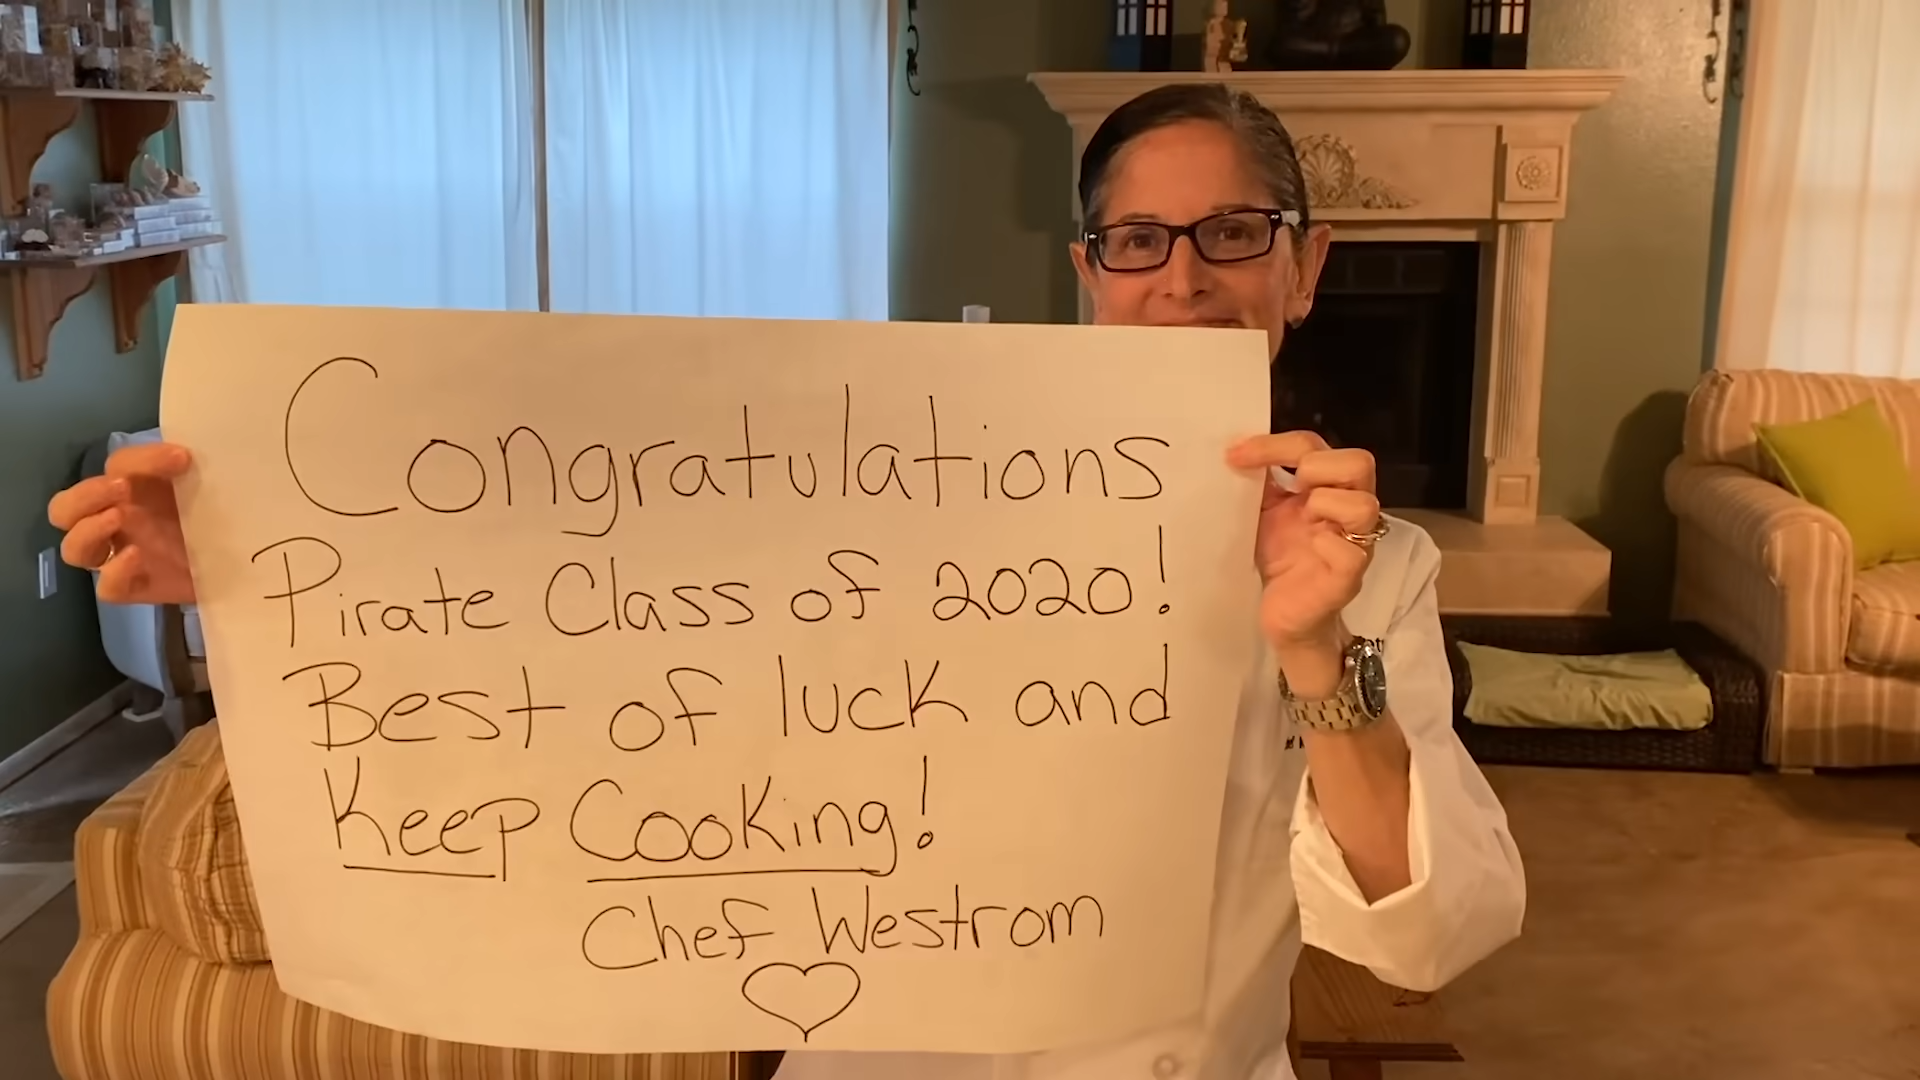 Congratulations
Pirate Class of 2020!
Best of luck and
Keep Cooking!
Chef Westrom